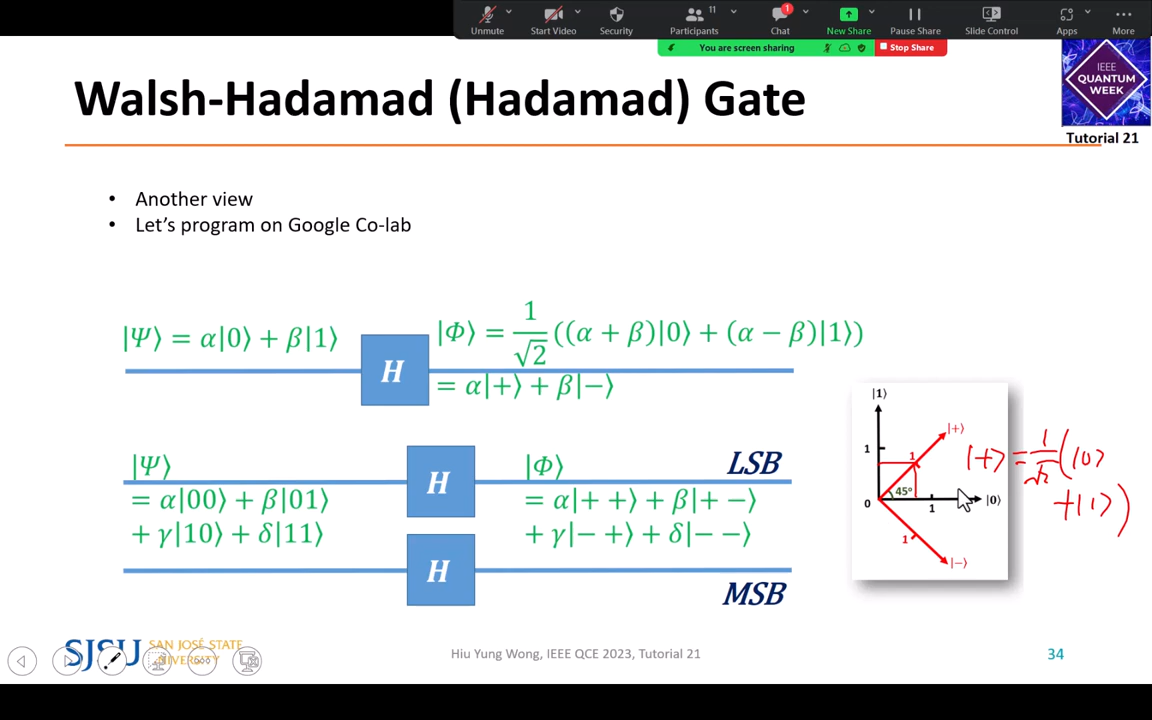 Unmute
Start Video
Security
Participants
11
Chat
1
New Share
Pause Share
Slide Control
Apps
More
You are screen sharing
Stop Share
Walsh-Hadamad (Hadamad) Gate
IEEE
QUANTUM
WEEK
Tutorial 21
• Another view
• Let's program on Google Co-lab
|Ψ⟩ = α|0⟩ + β|1⟩
H
|Φ⟩ = 1/√2 ((α + β)|0⟩ + (α − β)|1⟩)
= α|+⟩ + β|−⟩
|Ψ⟩
= α|00⟩ + β|01⟩
+ γ|10⟩ + δ|11⟩
H
H
|Φ⟩
= α|+ +⟩ + β|+ −⟩
+ γ|− +⟩ + δ|− −⟩
LSB
MSB
|1⟩
|+⟩
1
1
45°
0
1
|0⟩
1
|−⟩
|+⟩ = 1/√2 (|0⟩
+|1⟩)
SJSU
SAN JOSÉ STATE
UNIVERSITY
Hiu Yung Wong, IEEE QCE 2023, Tutorial 21
34